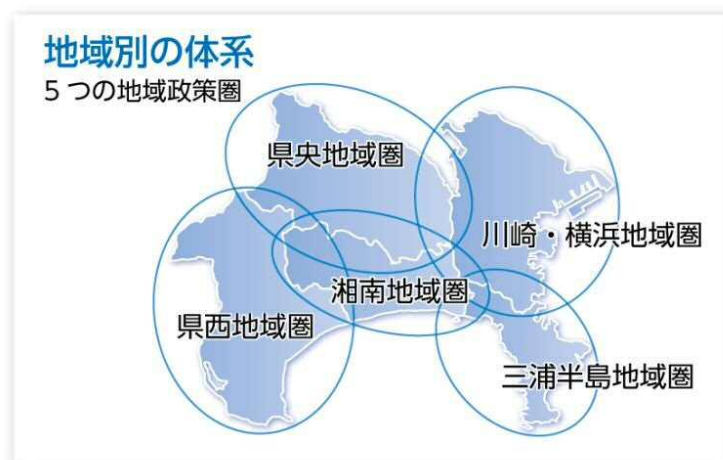 地域別の体系
5つの地域政策圏
県央地域圏
川崎・横浜地域圏
湘南地域圏
県西地域圏
三浦半島地域圏